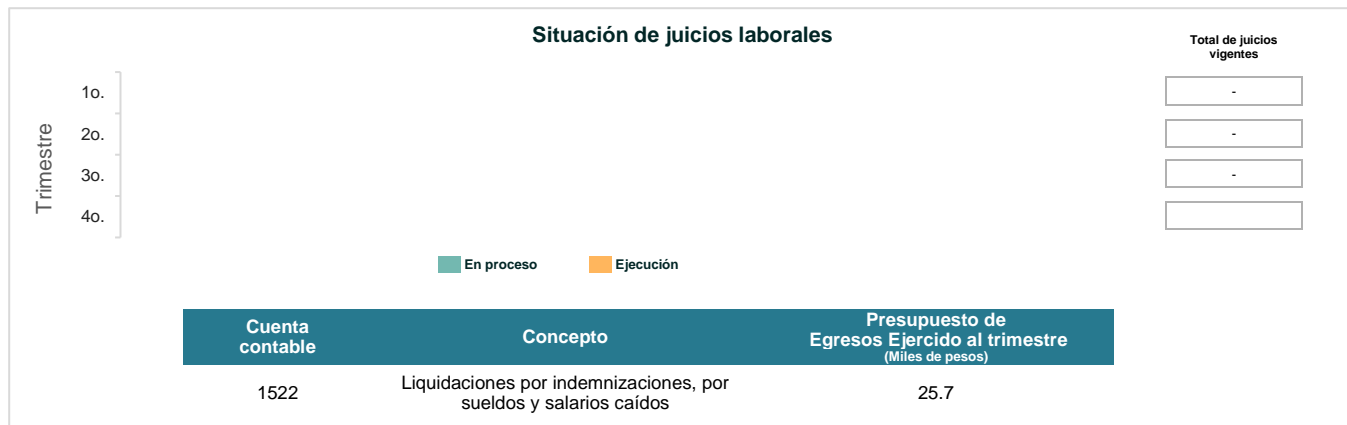 Situación de juicios laborales
Total de juicios
vigentes
Trimestre
1o.
-
2o.
-
3o.
-
4o.
En proceso
Ejecución
Cuenta
contable
Concepto
Presupuesto de
Egresos Ejercido al trimestre
(Miles de pesos)
1522
Liquidaciones por indemnizaciones, por
sueldos y salarios caídos
25.7